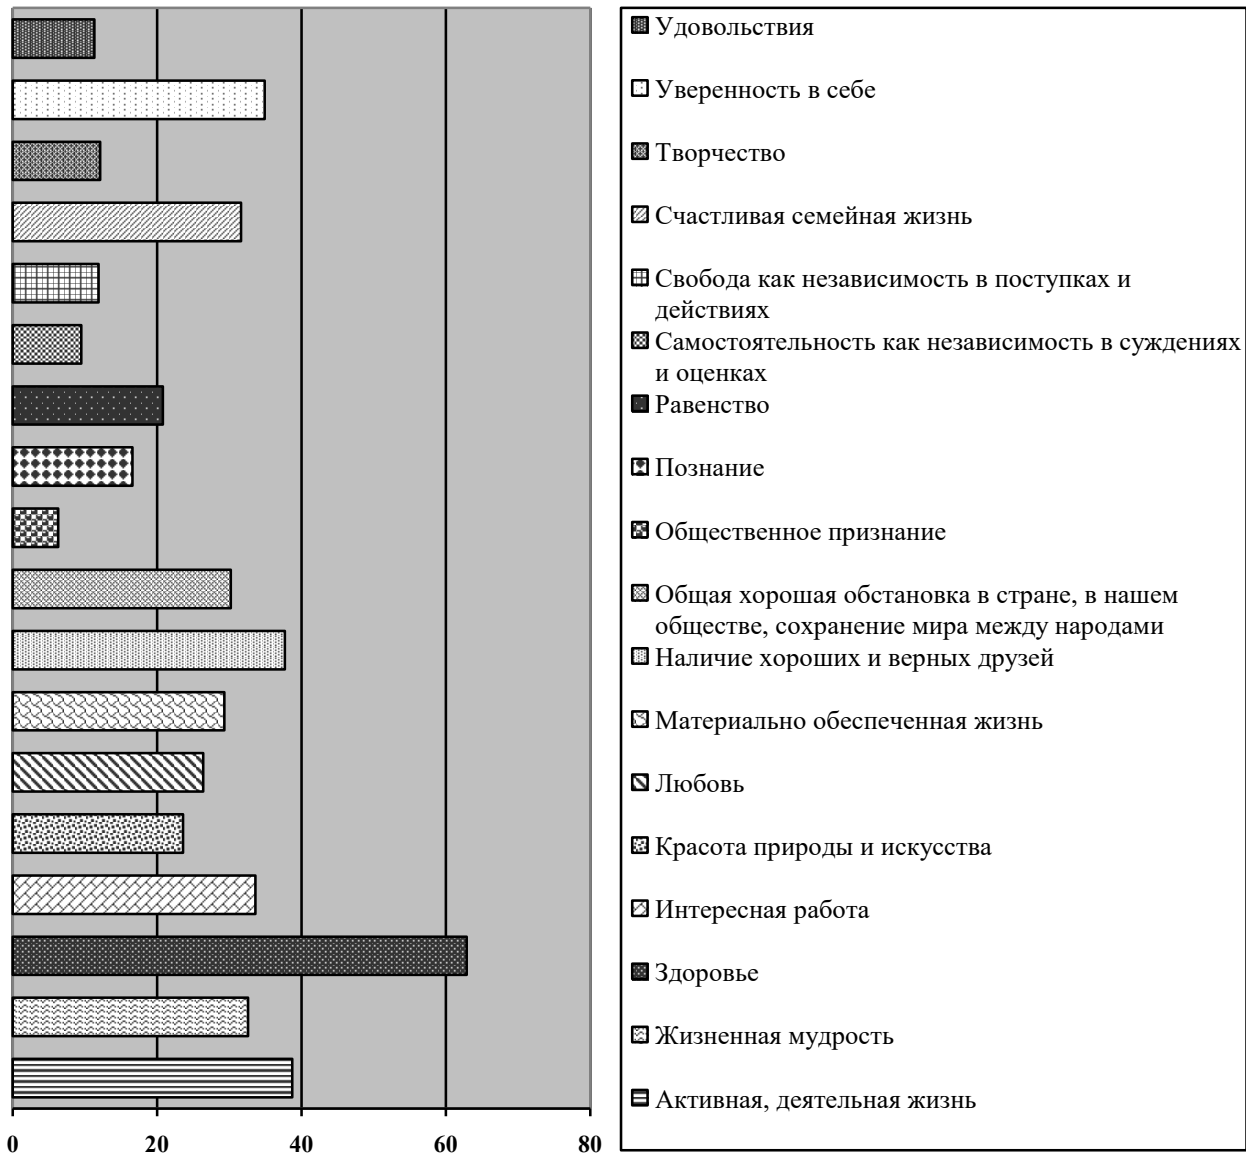 Удовольствия
Уверенность в себе
Творчество
Счастливая семейная жизнь
Свобода как независимость в поступках и
действиях
Самостоятельность как независимость в суждениях
и оценках
Равенство
Познание
Общественное признание
Общая хорошая обстановка в стране, в нашем
обществе, сохранение мира между народами
Наличие хороших и верных друзей
Материально обеспеченная жизнь
Любовь
Красота природы и искусства
Интересная работа
Здоровье
Жизненная мудрость
Активная, деятельная жизнь
0 20 40 60 80